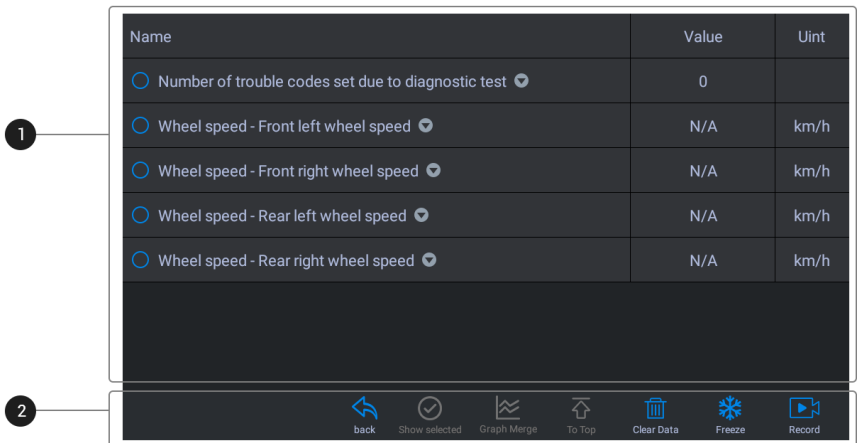 Name Value Uint
Number of trouble codes set due to diagnostic test 0
1
Wheel speed - Front left wheel speed N/A km/h
Wheel speed - Front right wheel speed N/A km/h
Wheel speed - Rear left wheel speed N/A km/h
Wheel speed - Rear right wheel speed N/A km/h
2
back Show selected Graph Merge To Top Clear Data Freeze Record